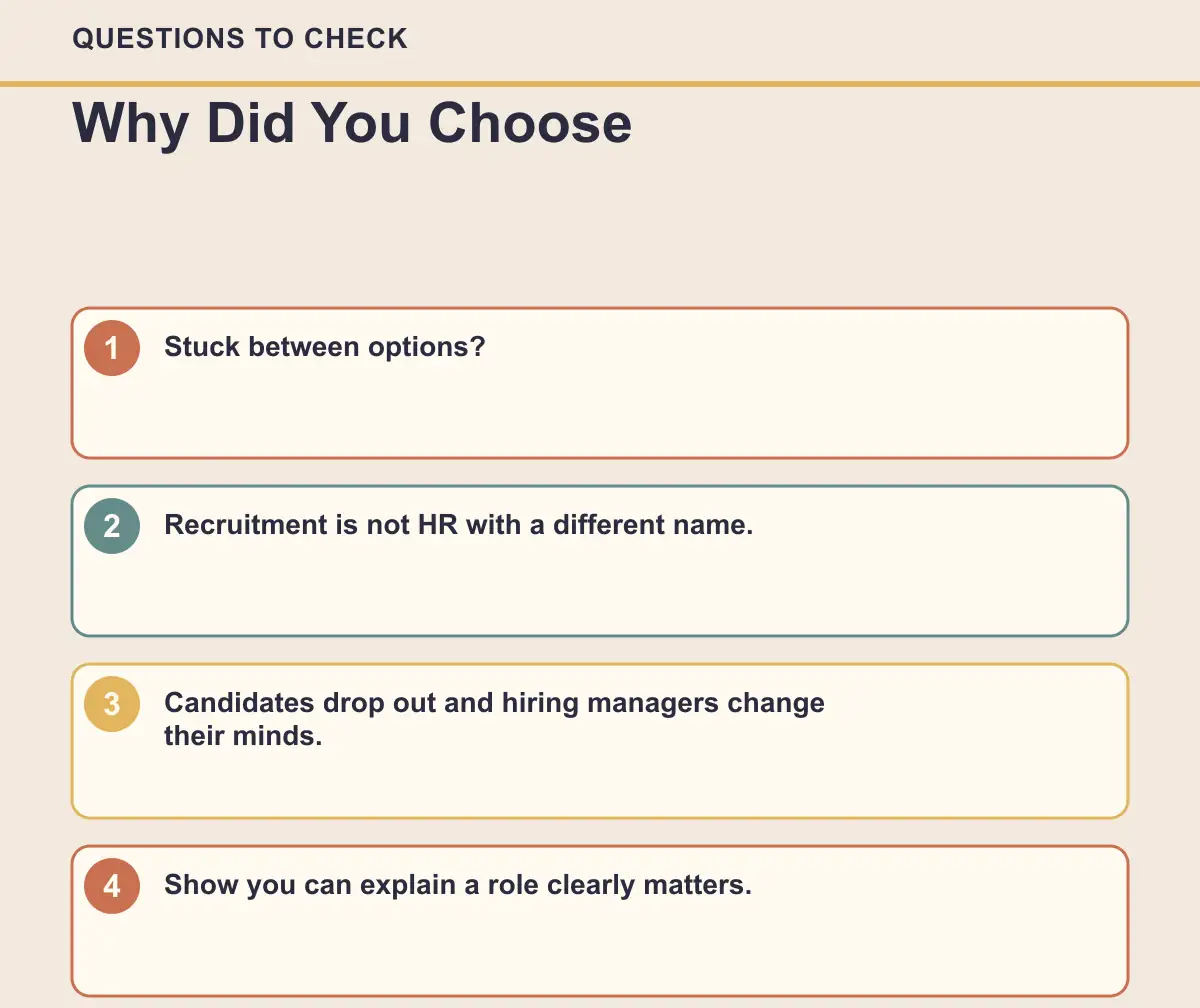 QUESTIONS TO CHECK
Why Did You Choose
1
Stuck between options?
2
Recruitment is not HR with a different name.
3
Candidates drop out and hiring managers change
their minds.
4
Show you can explain a role clearly matters.